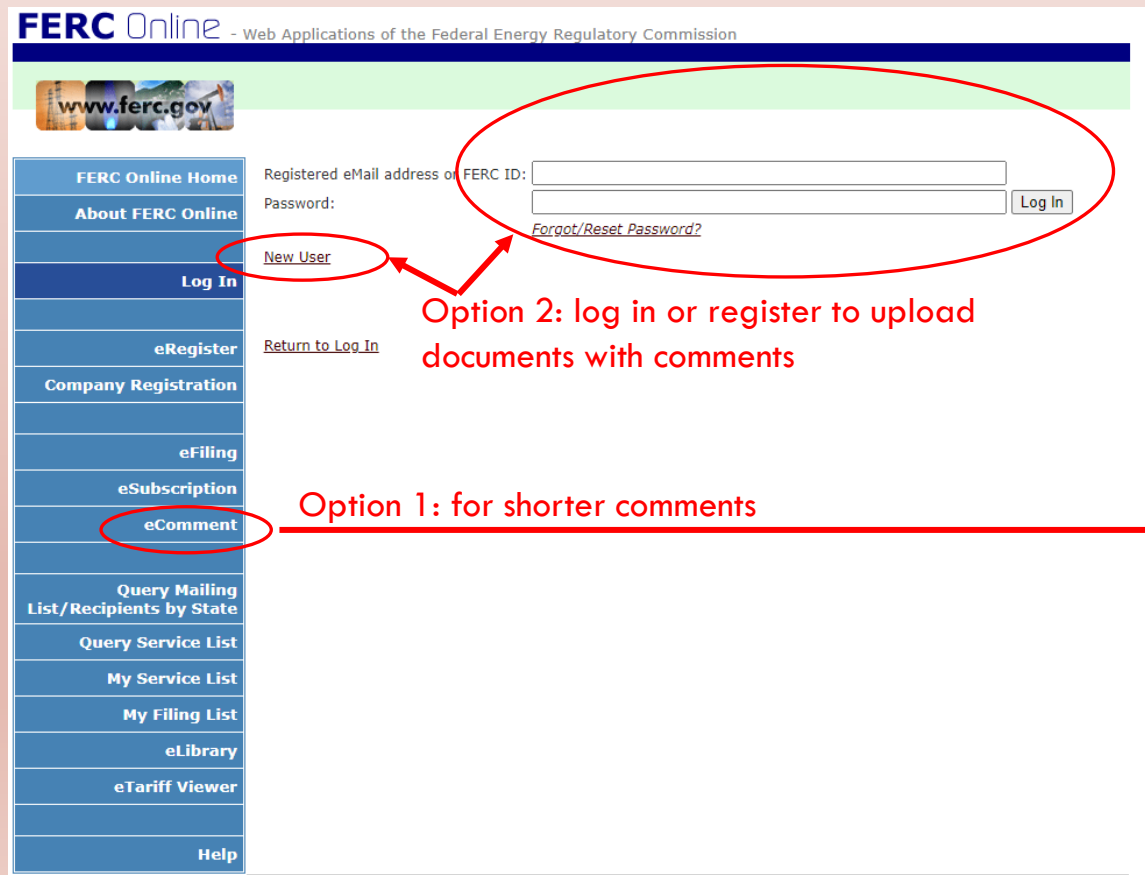 FERC Online - Web Applications of the Federal Energy Regulatory Commission
www.ferc.gov
FERC Online Home
About FERC Online
Log In
eRegister
Company Registration
eFiling
eSubscription
eComment
Query Mailing
List/Recipients by State
Query Service List
My Service List
My Filing List
eLibrary
eTariff Viewer
Help
Registered eMail address or FERC ID:
Password:
Log In
Forgot/Reset Password?
New User
Option 2: log in or register to upload
documents with comments
Return to Log In
Option 1: for shorter comments